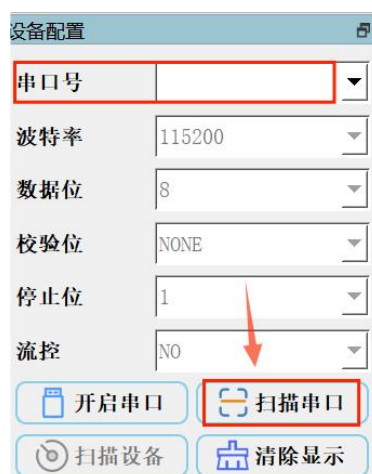 设备配置
串口号
波特率 115200
数据位 8
校验位 NONE
停止位 1
流控 NO
开启串口 扫描串口
扫描设备 清除显示